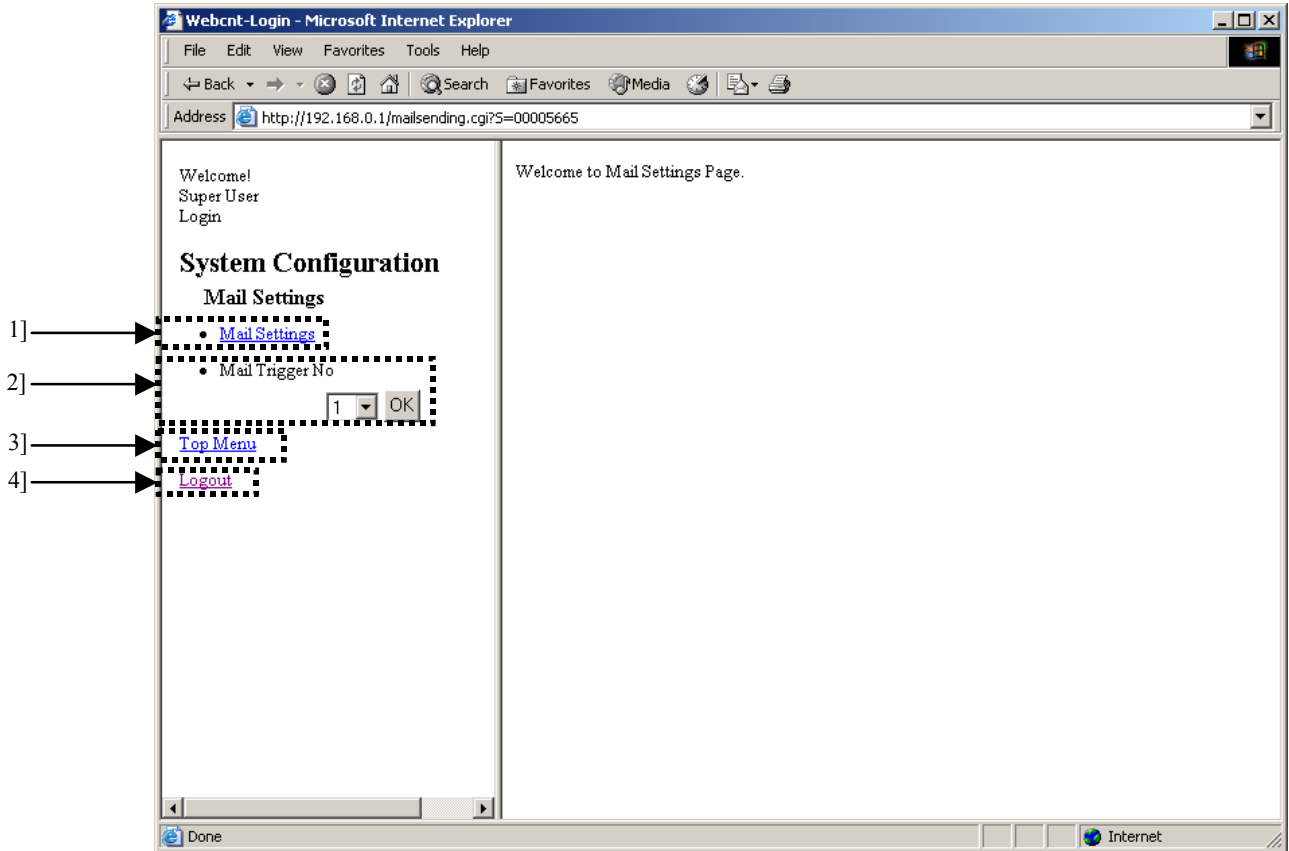 Webcnt-Login - Microsoft Internet Explorer
File Edit View Favorites Tools Help
Back Search Favorites Media
Address http://192.168.0.1/mailsending.cgi?S=00005665
Welcome!
Super User
Login
System Configuration
Mail Settings
1] • Mail Settings
2] • Mail Trigger No
1 OK
3] Top Menu
4] Logout
Welcome to Mail Settings Page.
Done Internet